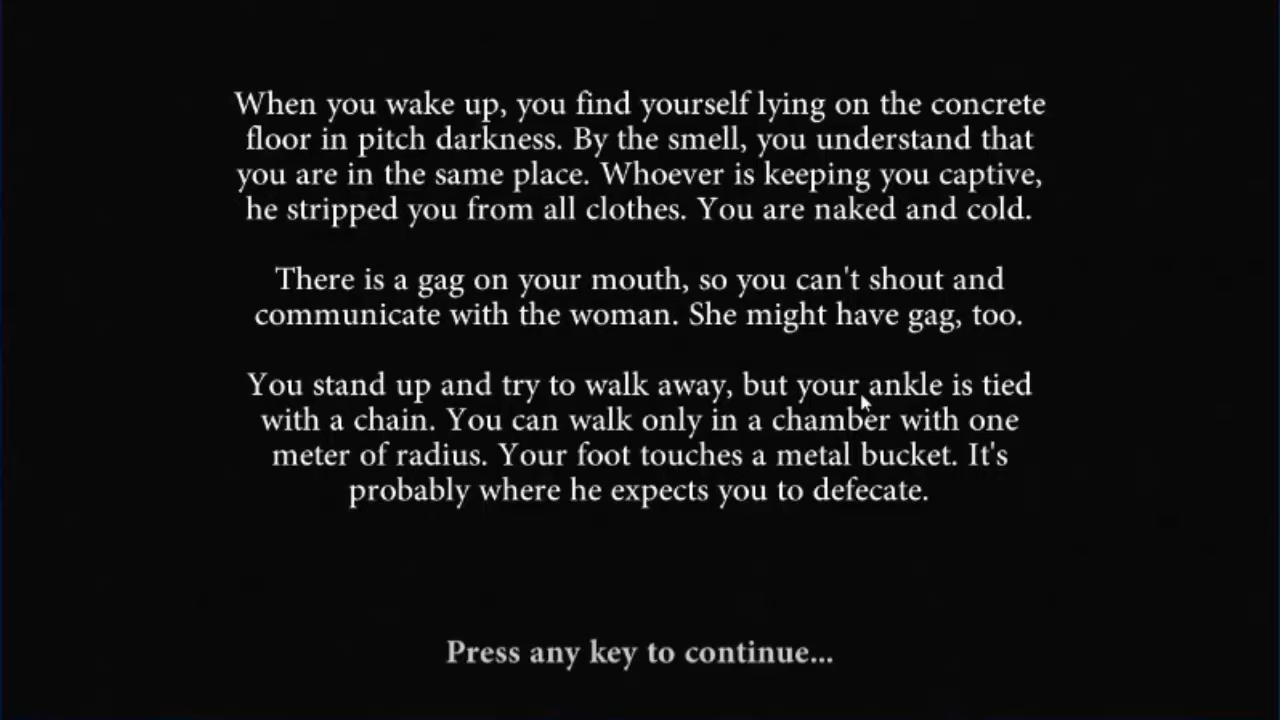 When you wake up, you find yourself lying on the concrete
floor in pitch darkness. By the smell, you understand that
you are in the same place. Whoever is keeping you captive,
he stripped you from all clothes. You are naked and cold.
There is a gag on your mouth, so you can't shout and
communicate with the woman. She might have gag, too.
You stand up and try to walk away, but your ankle is tied
with a chain. You can walk only in a chamber with one
meter of radius. Your foot touches a metal bucket. It's
probably where he expects you to defecate.
Press any key to continue...